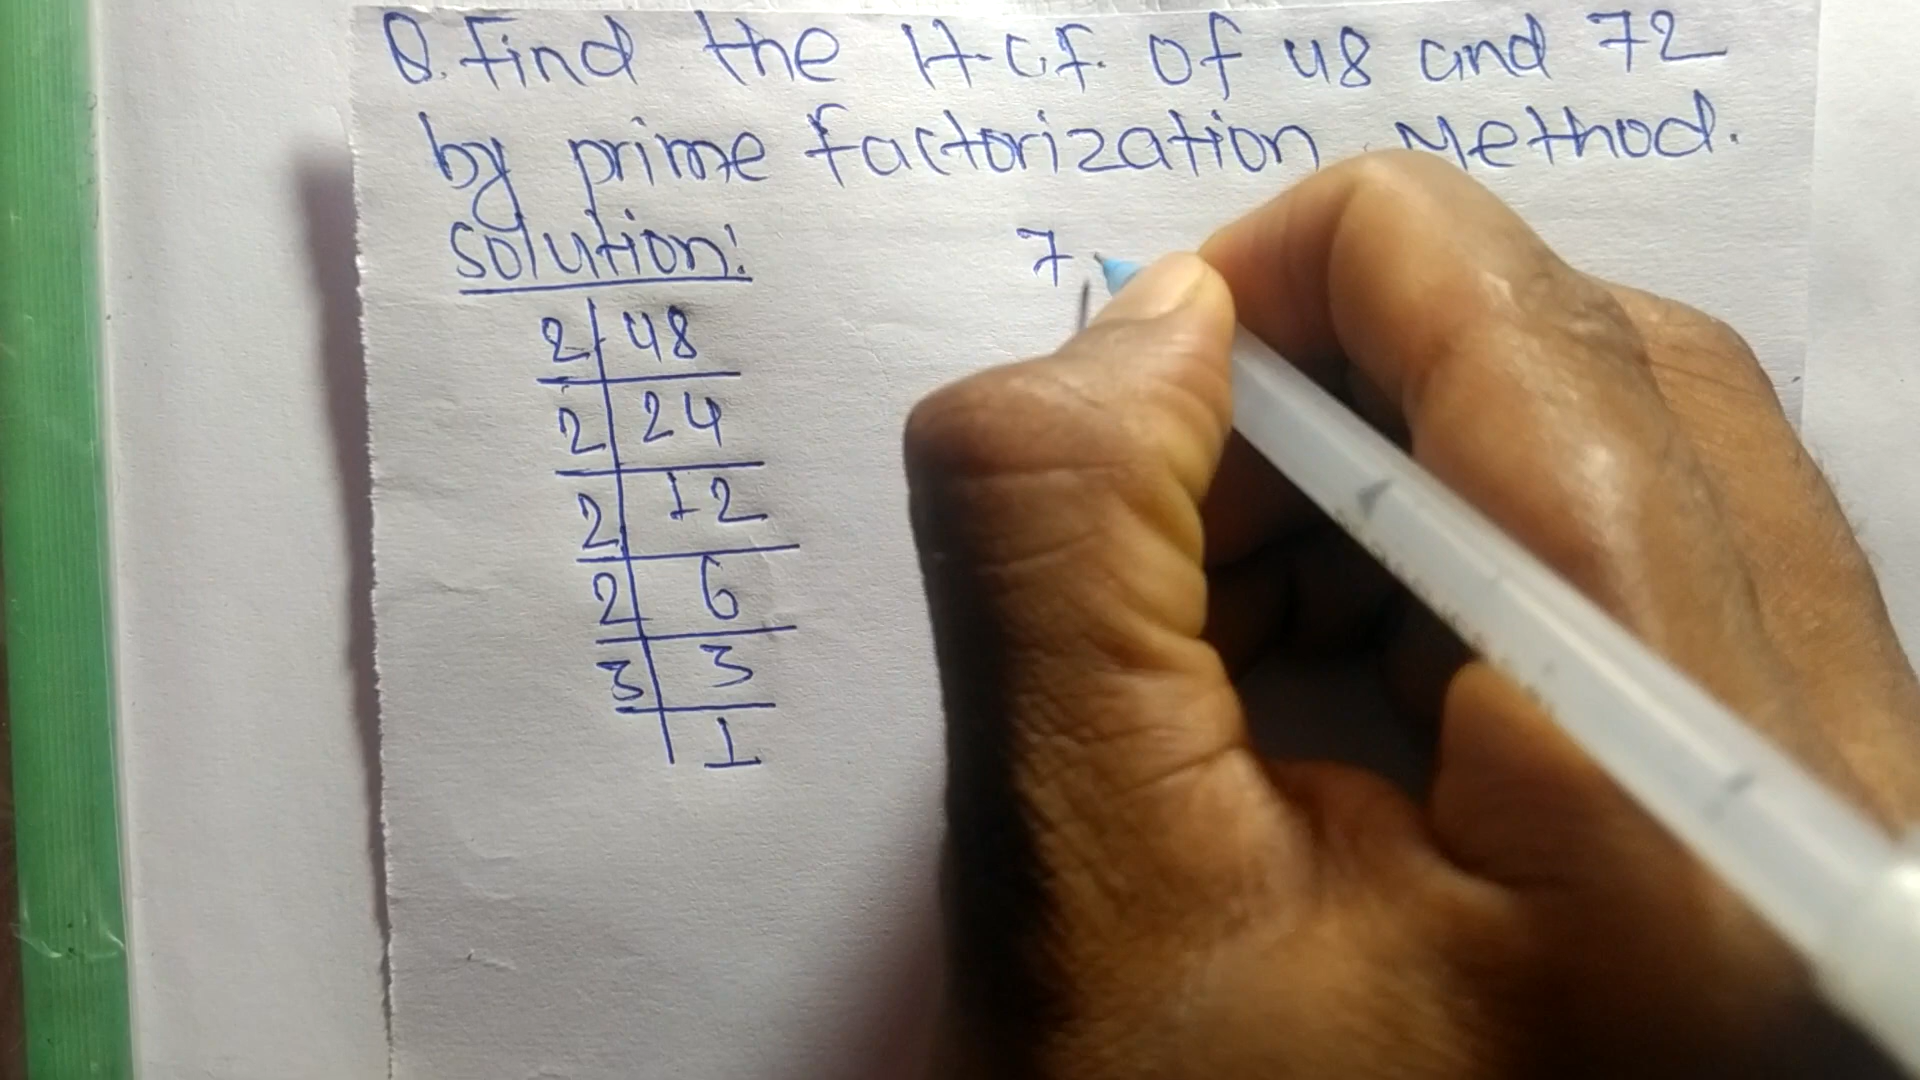 Q. Find the H.C.F. of 48 and 72
by prime factorization Method.
solution:
7
2 48
2 24
2 12
2 6
3 3
1